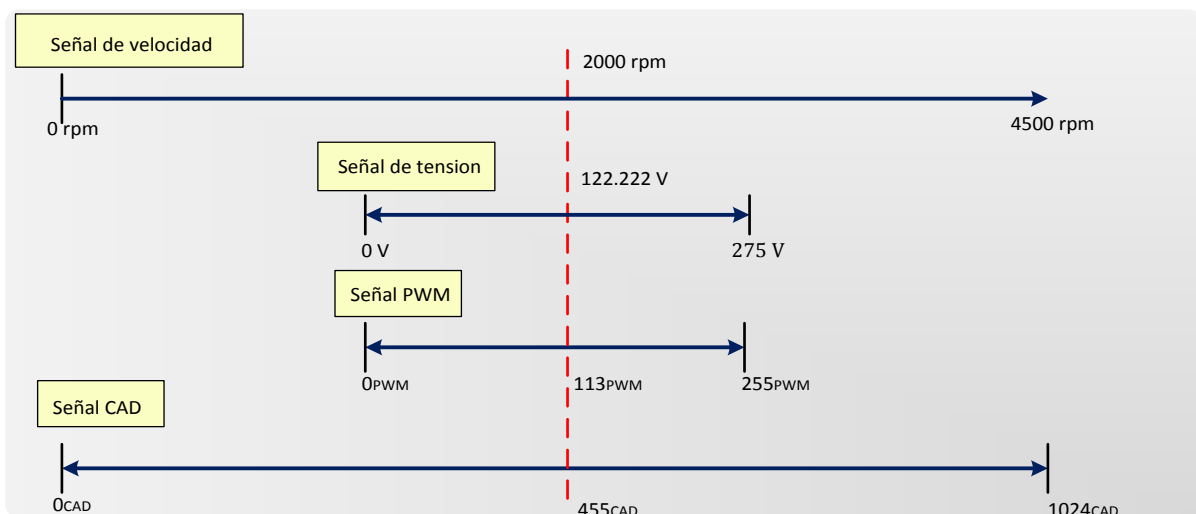 Señal de velocidad
2000 rpm
0 rpm
4500 rpm
Señal de tension
122.222 V
0 V
275 V
Señal PWM
0PWM
113PWM
255PWM
Señal CAD
0CAD
455CAD
1024CAD